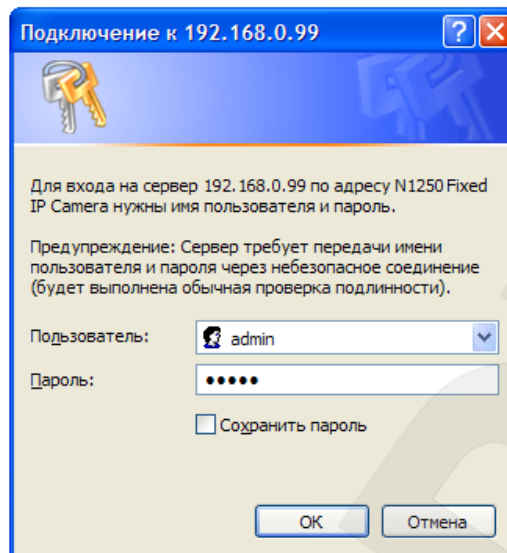 Подключение к 192.168.0.99
Для входа на сервер 192.168.0.99 по адресу N1250 Fixed
IP Camera нужны имя пользователя и пароль.
Предупреждение: Сервер требует передачи имени
пользователя и пароля через небезопасное соединение
(будет выполнена обычная проверка подлинности).
Пользователь: admin
Пароль: •••••
Сохранить пароль
ОК Отмена